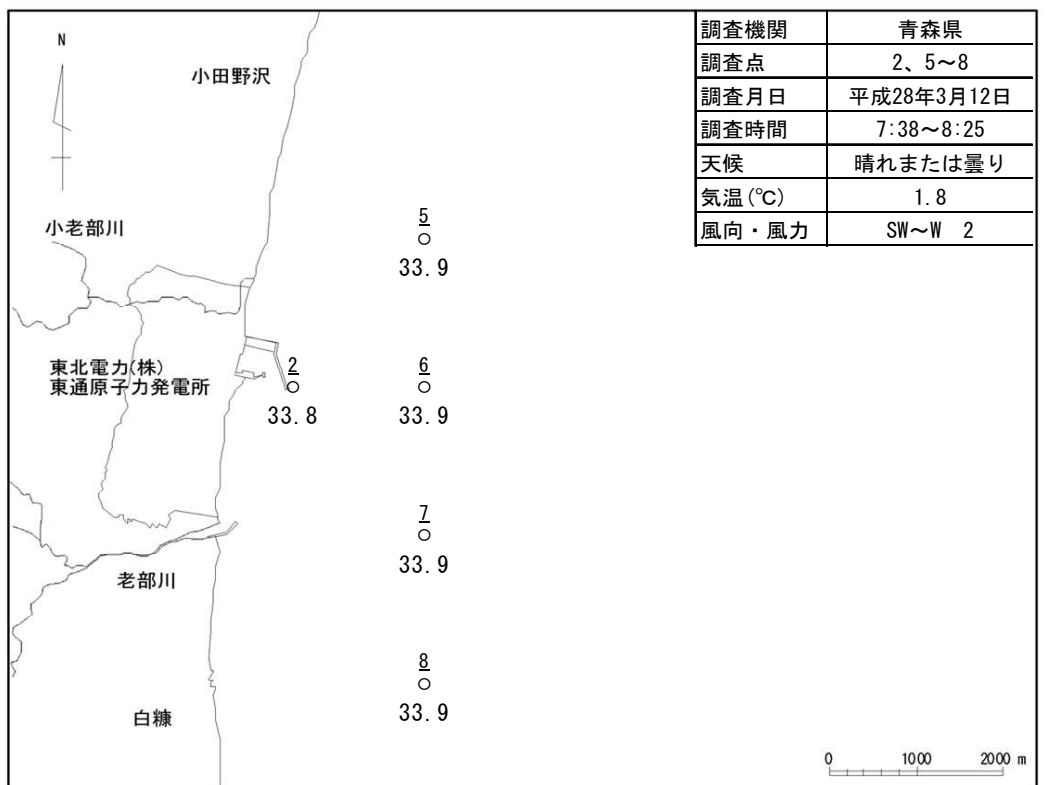 調査機関 青森県
調査点 2、5～8
調査月日 平成28年3月12日
調査時間 7:38～8:25
天候 晴れまたは曇り
気温(℃) 1.8
風向・風力 SW～W 2
N
小田野沢
小老部川
5
33.9
東北電力(株)
東通原子力発電所
2
33.8
6
33.9
7
33.9
老部川
8
33.9
白糠
0 1000 2000 m